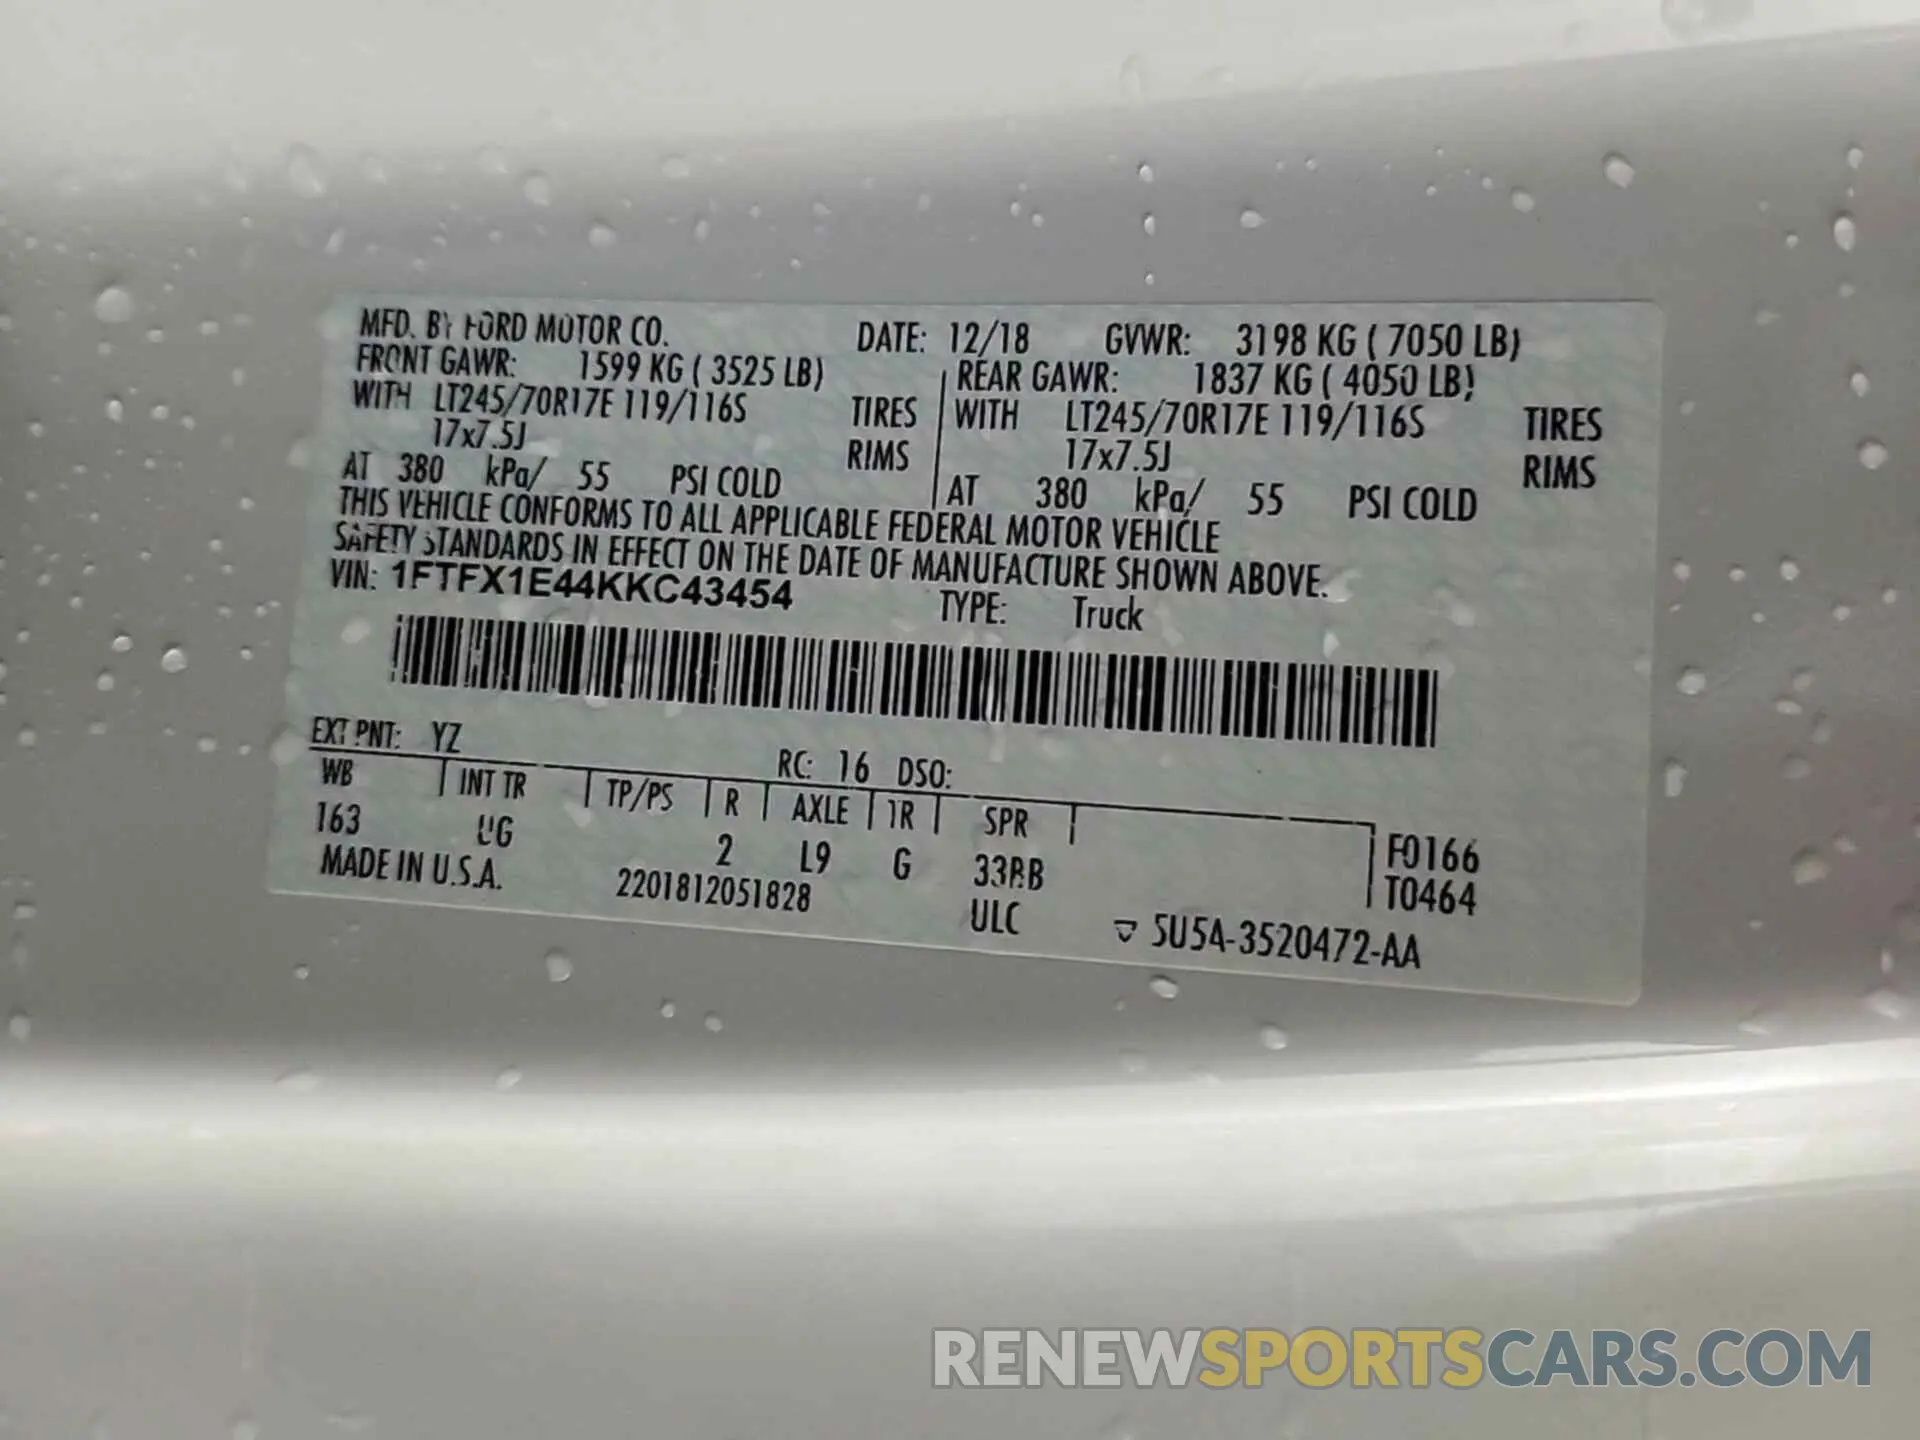 MFD. BY FORD MOTOR CO. DATE: 12/18 GVWR: 3198 KG ( 7050 LB)
FRONT GAWR: 1599 KG ( 3525 LB) REAR GAWR: 1837 KG ( 4050 LB)
WITH LT245/70R17E 119/116S TIRES WITH LT245/70R17E 119/116S TIRES
17x7.5J RIMS 17x7.5J RIMS
AT 380 kPa/ 55 PSI COLD AT 380 kPa/ 55 PSI COLD
THIS VEHICLE CONFORMS TO ALL APPLICABLE FEDERAL MOTOR VEHICLE
SAFETY STANDARDS IN EFFECT ON THE DATE OF MANUFACTURE SHOWN ABOVE.
VIN: 1FTFX1E44KKC43454 TYPE: Truck
EXT PNT: YZ RC: 16 DSO:
WB INT TR TP/PS R AXLE TR SPR
163 UG 2 L9 G 33BB F0166
T0464
MADE IN U.S.A. 2201812051828 ULC 5U5A-3520472-AA
RENEWSPORTSCARS.COM